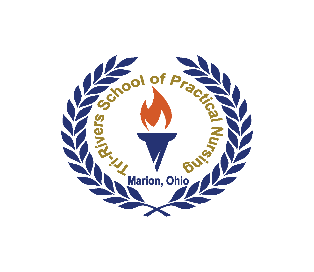 Tri-Rivers School of Practical Nursing
Marion, Ohio